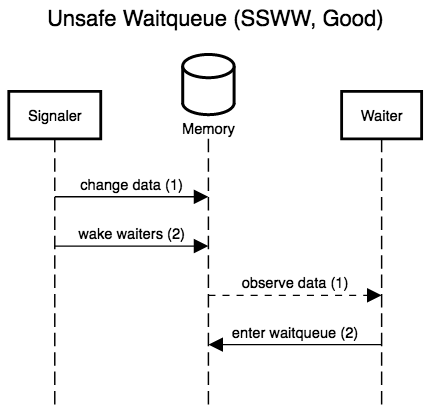 Unsafe Waitqueue (SSWW, Good)
Signaler
Memory
Waiter
change data (1)
wake waiters (2)
observe data (1)
enter waitqueue (2)